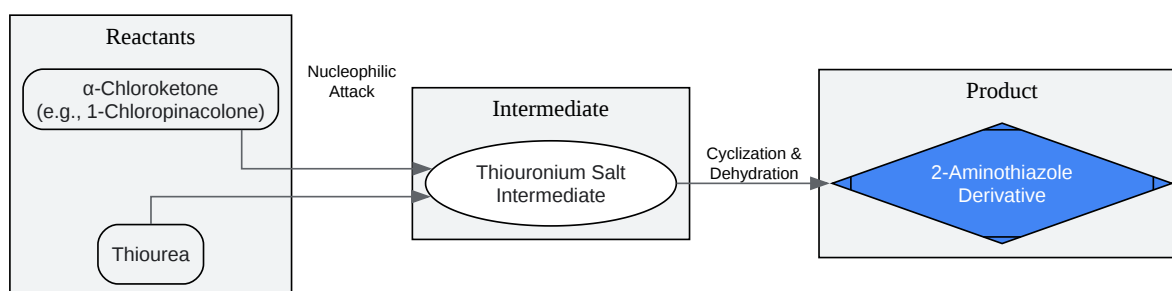 Reactants
α-Chloroketone
(e.g., 1-Chloropinacolone)
Thiourea
Nucleophilic
Attack
Intermediate
Thiouronium Salt
Intermediate
Cyclization &
Dehydration
Product
2-Aminothiazole
Derivative